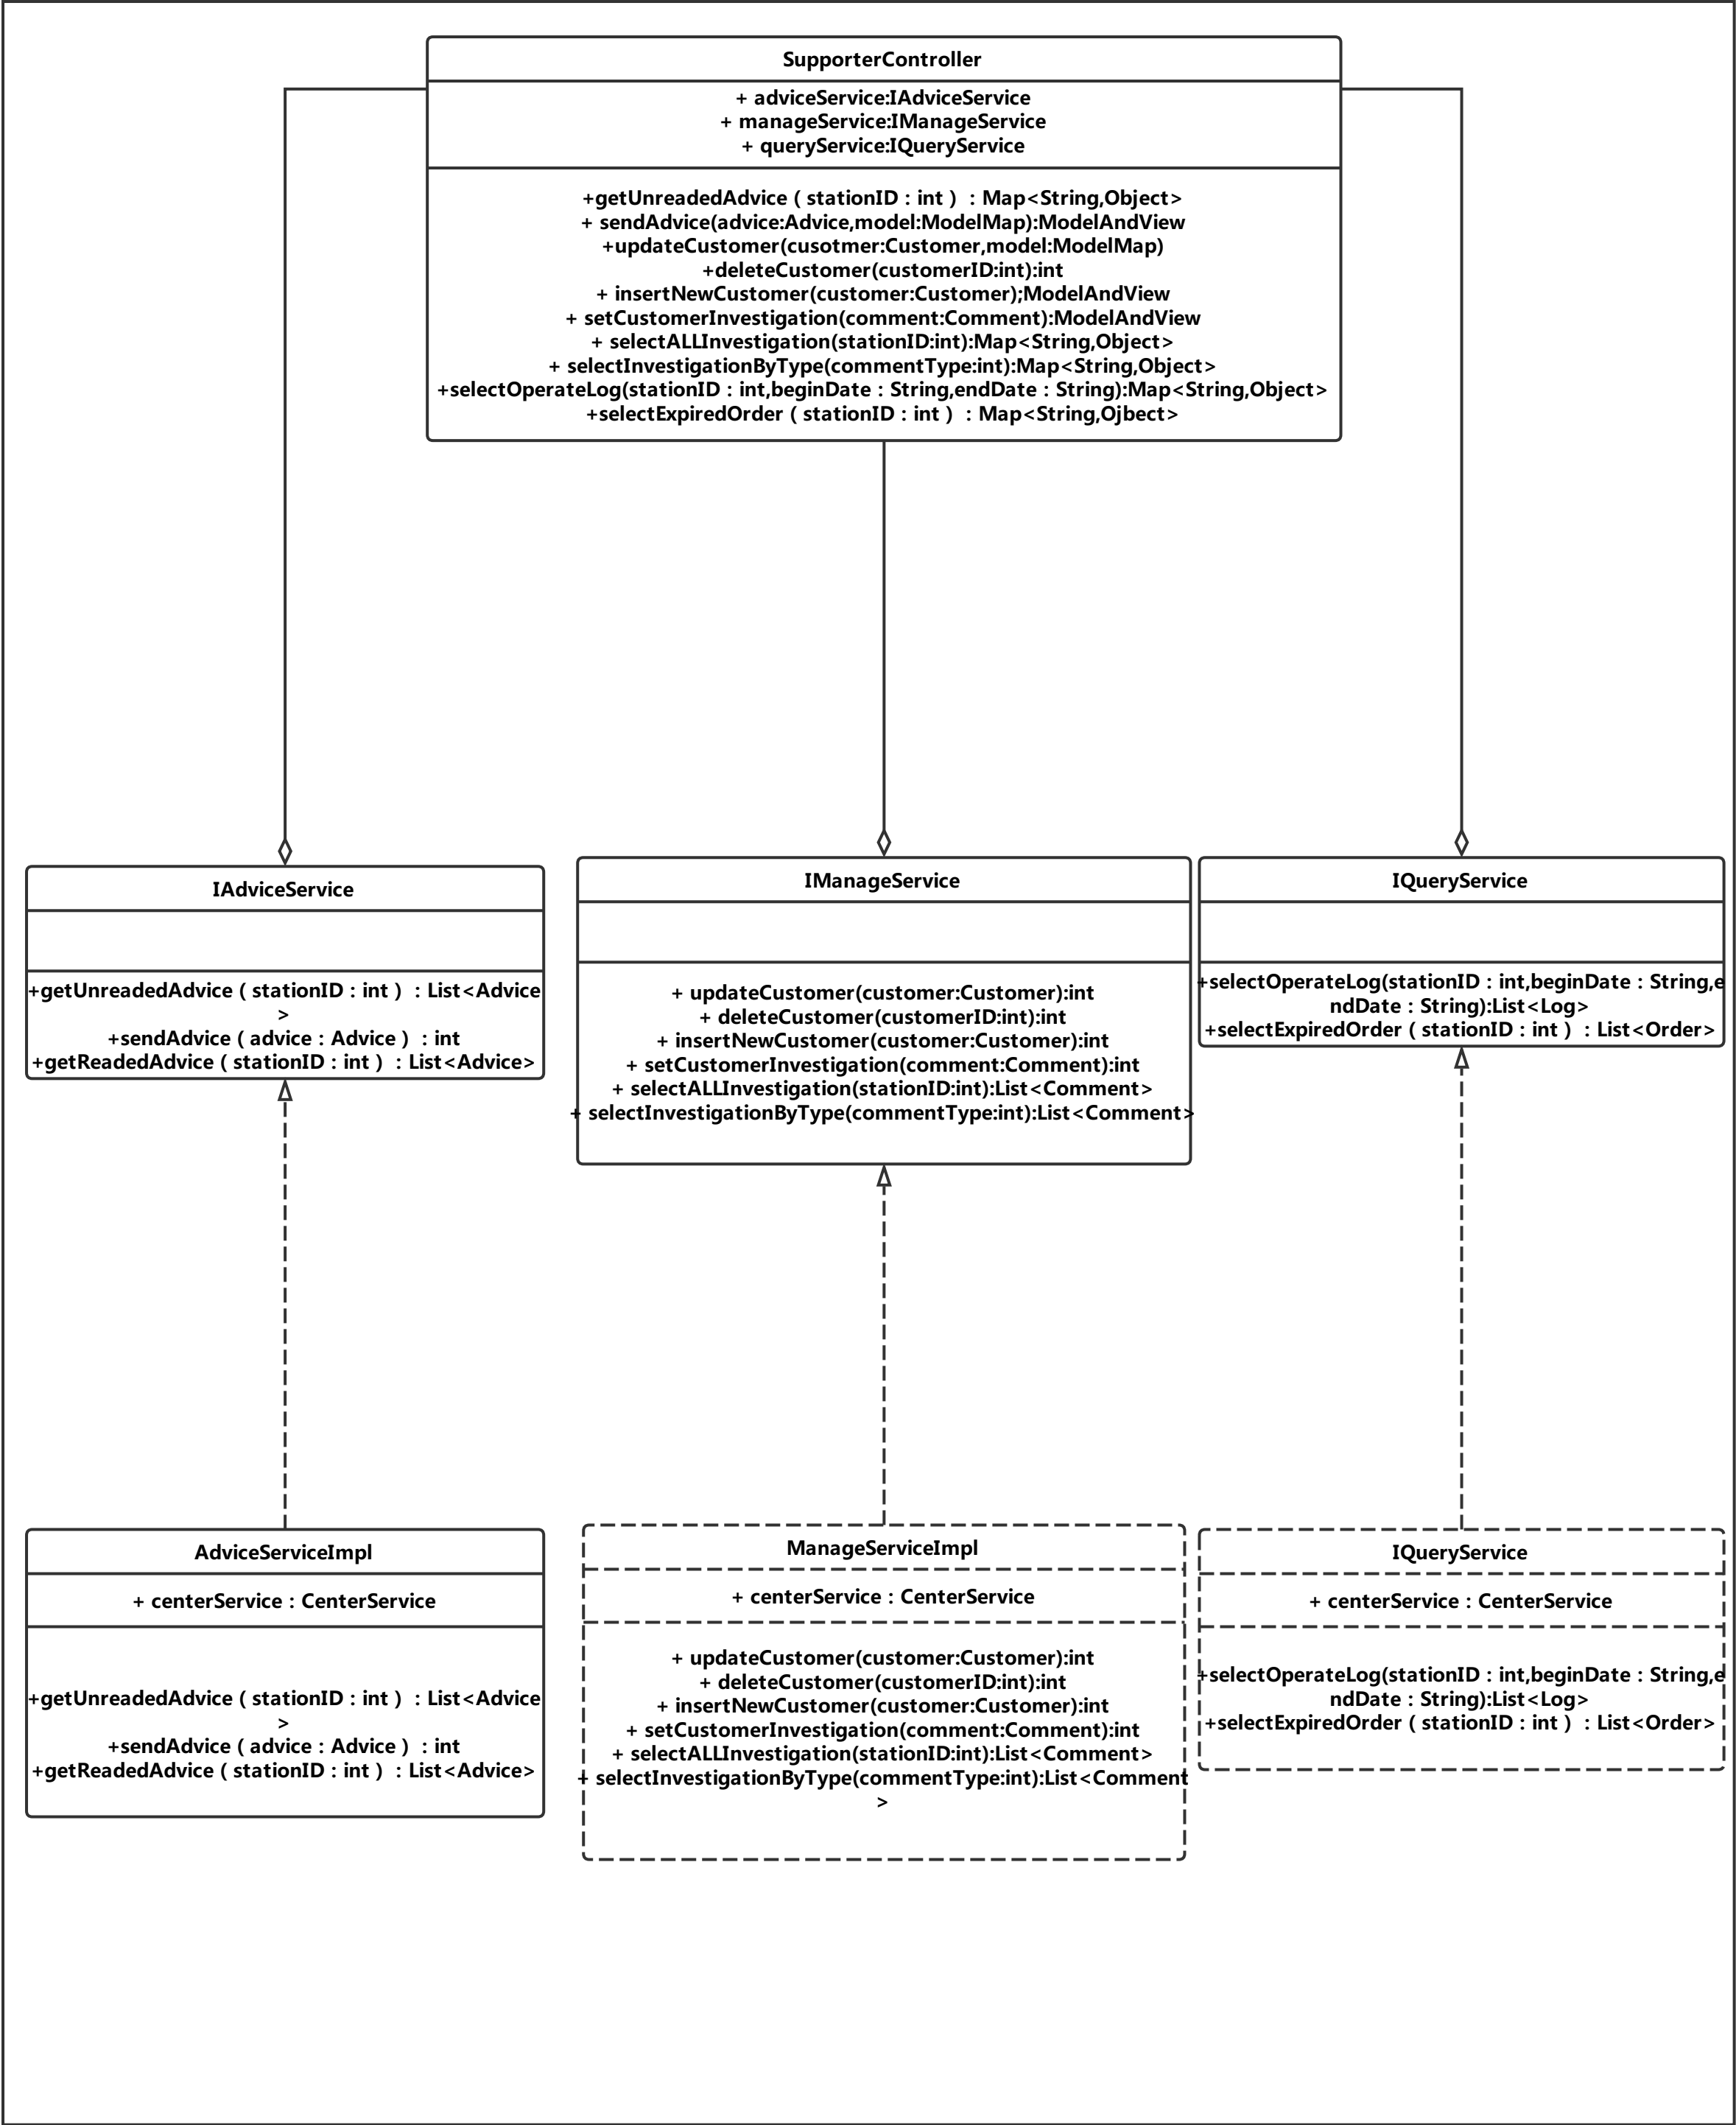 SupporterController
+ adviceService:IAdviceService
+ manageService:IManageService
+ queryService:IQueryService
+getUnreadedAdvice（stationID：int）：Map<String,Object>
+ sendAdvice(advice:Advice,model:ModelMap):ModelAndView
+updateCustomer(cusotmer:Customer,model:ModelMap)
+deleteCustomer(customerID:int):int
+ insertNewCustomer(customer:Customer);ModelAndView
+ setCustomerInvestigation(comment:Comment):ModelAndView
+ selectALLInvestigation(stationID:int):Map<String,Object>
+ selectInvestigationByType(commentType:int):Map<String,Object>
+selectOperateLog(stationID：int,beginDate：String,endDate：String):Map<String,Object>
+selectExpiredOrder（stationID：int）：Map<String,Ojbect>
IAdviceService
+getUnreadedAdvice（stationID：int）：List<Advice
>
+sendAdvice（advice：Advice）：int
+getReadedAdvice（stationID：int）：List<Advice>
IManageService
+ updateCustomer(customer:Customer):int
+ deleteCustomer(customerID:int):int
+ insertNewCustomer(customer:Customer):int
+ setCustomerInvestigation(comment:Comment):int
+ selectALLInvestigation(stationID:int):List<Comment>
+ selectInvestigationByType(commentType:int):List<Comment>
IQueryService
+selectOperateLog(stationID：int,beginDate：String,e
ndDate：String):List<Log>
+selectExpiredOrder（stationID：int）：List<Order>
AdviceServiceImpl
+ centerService：CenterService
+getUnreadedAdvice（stationID：int）：List<Advice
>
+sendAdvice（advice：Advice）：int
+getReadedAdvice（stationID：int）：List<Advice>
ManageServiceImpl
+ centerService：CenterService
+ updateCustomer(customer:Customer):int
+ deleteCustomer(customerID:int):int
+ insertNewCustomer(customer:Customer):int
+ setCustomerInvestigation(comment:Comment):int
+ selectALLInvestigation(stationID:int):List<Comment>
+ selectInvestigationByType(commentType:int):List<Comment
>
IQueryService
+ centerService：CenterService
+selectOperateLog(stationID：int,beginDate：String,e
ndDate：String):List<Log>
+selectExpiredOrder（stationID：int）：List<Order>